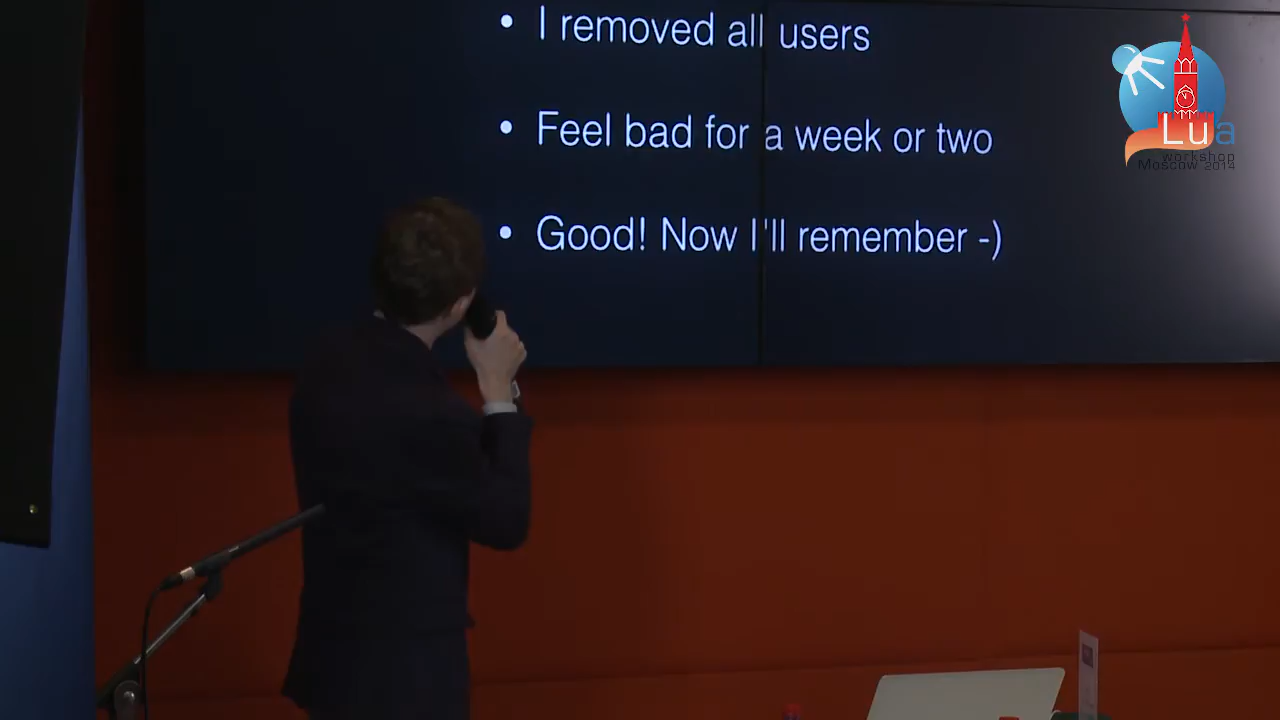 • I removed all users
• Feel bad for a week or two
• Good! Now I'll remember -)
Lua
workshop
Moscow 2014